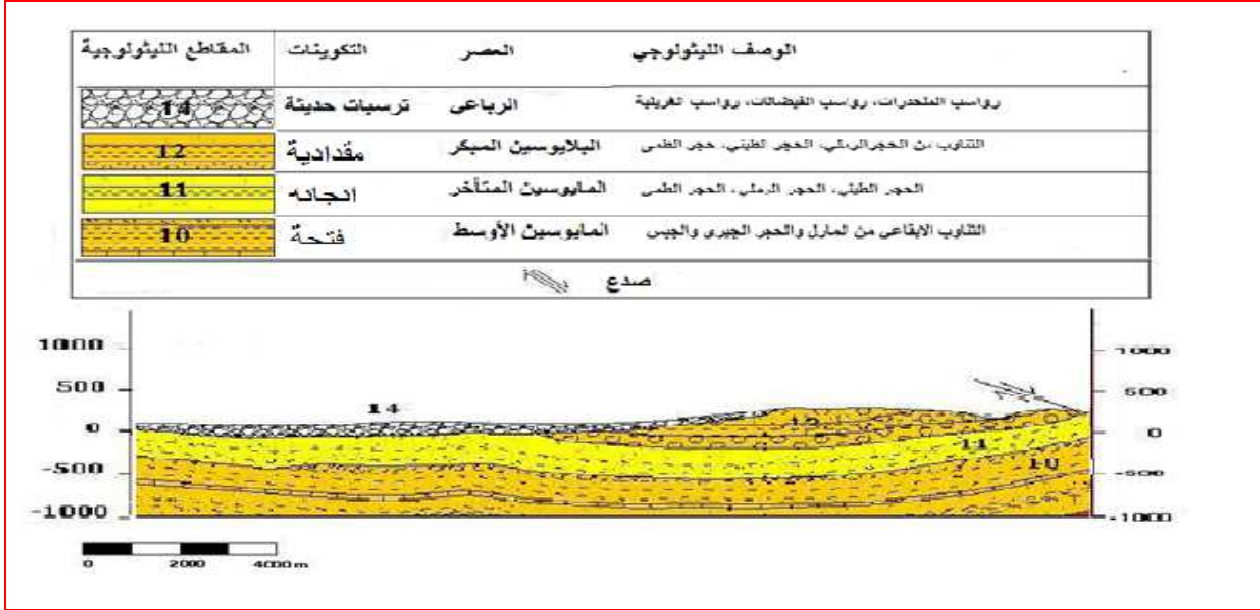 المقاطع الليثولوجية التكوينات العصر الوصف الليثولوجي
14 ترسبات حديثة الرباعي رواسب المنحدرات، رواسب الفيضانات، رواسب الغرينية
12 مقدادية البلايوسين المبكر التناوب من الحجر الرملي، الحجر الطيني، حجر الطمى
11 انجانه المايوسين المتأخر الحجر الطيني، الحجر الرملي، الحجر الطمى
10 فتحة المايوسين الأوسط التناوب الايقاعي من المارل والحجر الجيري والجبس
صدع
1000 1000
500 14 500
0 12 0
11
-500 10 -500
-1000 -1000
0 2000 4000m